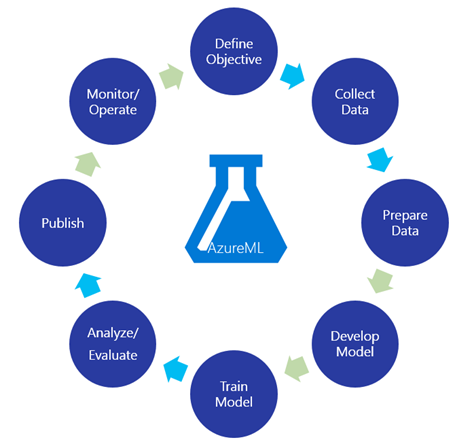 Define
Objective
Collect
Data
Prepare
Data
Develop
Model
Train
Model
Analyze/
Evaluate
Publish
Monitor/
Operate
AzureML